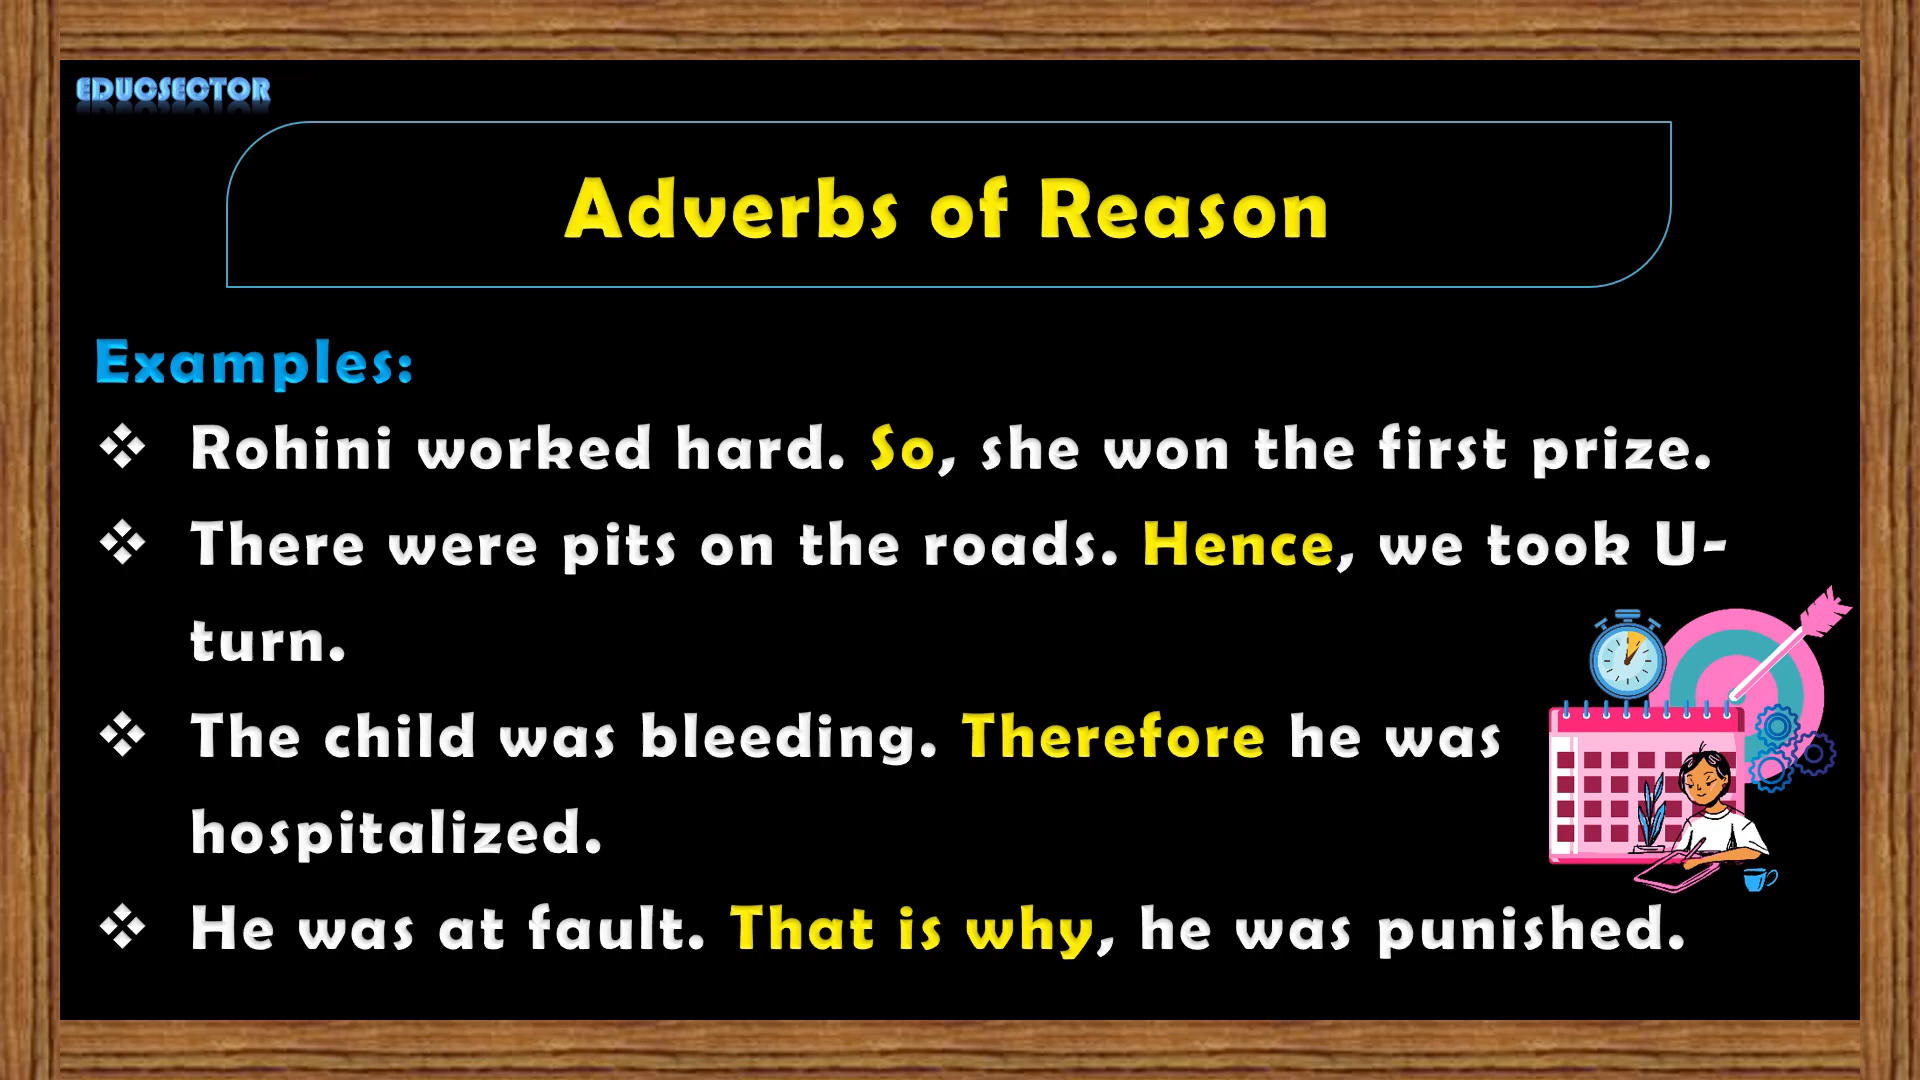 EDUCSECTOR
Adverbs of Reason
Examples:
❖ Rohini worked hard. So, she won the first prize.
❖ There were pits on the roads. Hence, we took U-
turn.
❖ The child was bleeding. Therefore he was
hospitalized.
❖ He was at fault. That is why, he was punished.